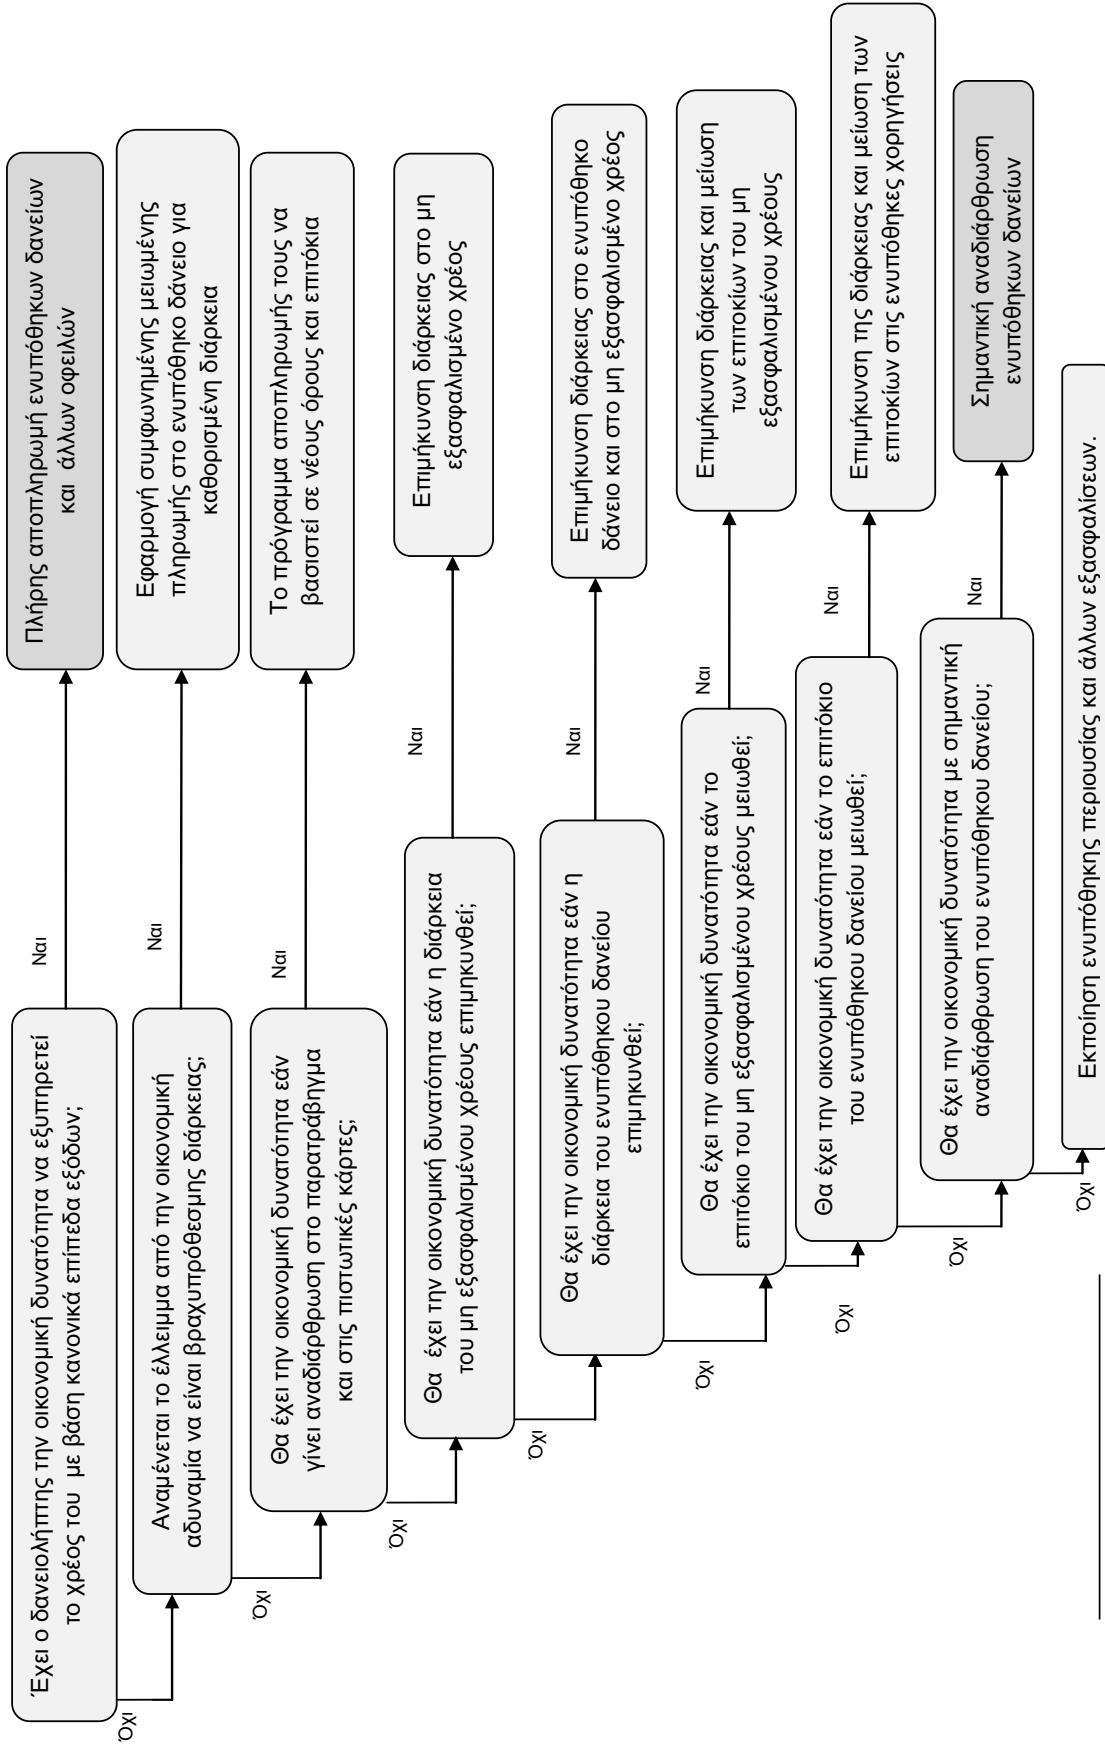 Έχει ο δανειολήπτης την οικονομική δυνατότητα να εξυπηρετεί
το χρέος του με βάση κανονικά επίπεδα εξόδων;
Ναι
Πλήρης αποπληρωμή ενυπόθηκων δανείων
και άλλων οφειλών
Όχι
Αναμένεται το έλλειμμα από την οικονομική
αδυναμία να είναι βραχυπρόθεσμης διάρκειας;
Ναι
Εφαρμογή συμφωνημένης μειωμένης
πληρωμής στο ενυπόθηκο δάνειο για
καθορισμένη διάρκεια
Όχι
Θα έχει την οικονομική δυνατότητα εάν
γίνει αναδιάρθρωση στο παρατράβηγμα
και στις πιστωτικές κάρτες;
Ναι
Το πρόγραμμα αποπληρωμής τους να
βασιστεί σε νέους όρους και επιτόκια
Όχι
Θα έχει την οικονομική δυνατότητα εάν η διάρκεια
του μη εξασφαλισμένου χρέους επιμηκυνθεί;
Ναι
Επιμήκυνση διάρκειας στο μη
εξασφαλισμένο χρέος
Όχι
Θα έχει την οικονομική δυνατότητα εάν η
διάρκεια του ενυπόθηκου δανείου
επιμηκυνθεί;
Ναι
Επιμήκυνση διάρκειας στο ενυπόθηκο
δάνειο και στο μη εξασφαλισμένο χρέος
Όχι
Θα έχει την οικονομική δυνατότητα εάν το
επιτόκιο του μη εξασφαλισμένου χρέους μειωθεί;
Ναι
Επιμήκυνση διάρκειας και μείωση
των επιτοκίων του μη
εξασφαλισμένου χρέους
Όχι
Θα έχει την οικονομική δυνατότητα εάν το επιτόκιο
του ενυπόθηκου δανείου μειωθεί;
Ναι
Επιμήκυνση της διάρκειας και μείωση των
επιτοκίων στις ενυπόθηκες χορηγήσεις
Όχι
Θα έχει την οικονομική δυνατότητα με σημαντική
αναδιάρθρωση του ενυπόθηκου δανείου;
Ναι
Σημαντική αναδιάρθρωση
ενυπόθηκων δανείων
Όχι
Εκποίηση ενυπόθηκης περιουσίας και άλλων εξασφαλίσεων.